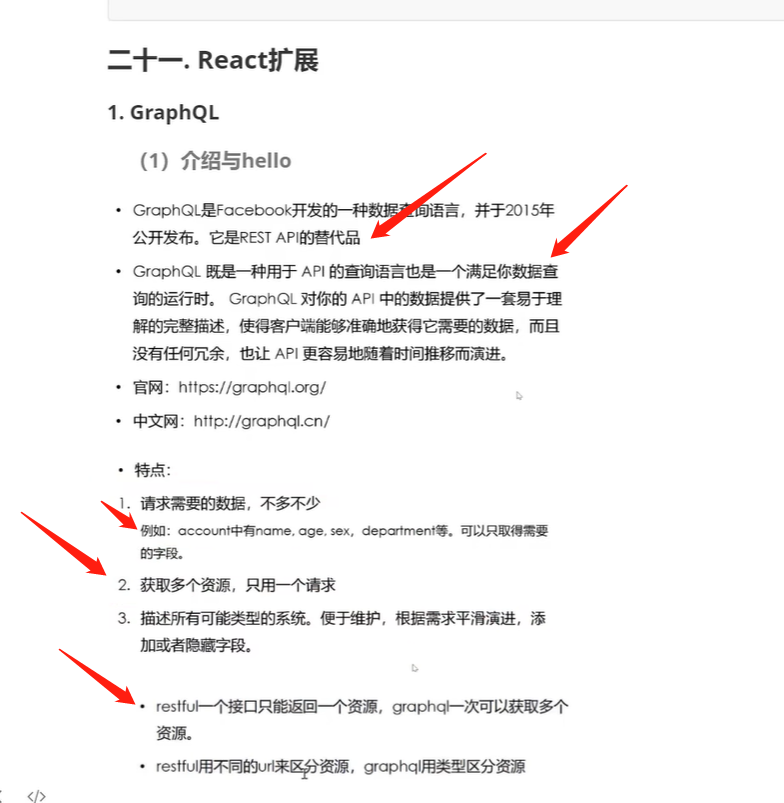 二十一. React扩展
1. GraphQL
（1）介绍与hello
• GraphQL是Facebook开发的一种数据查询语言，并于2015年
公开发布。它是REST API的替代品
• GraphQL 既是一种用于 API 的查询语言也是一个满足你数据查
询的运行时。 GraphQL 对你的 API 中的数据提供了一套易于理
解的完整描述，使得客户端能够准确地获得它需要的数据，而且
没有任何冗余，也让 API 更容易地随着时间推移而演进。
• 官网：https://graphql.org/
• 中文网：http://graphql.cn/
• 特点：
1. 请求需要的数据，不多不少
例如：account中有name, age, sex，department等。可以只取得需要
的字段。
2. 获取多个资源，只用一个请求
3. 描述所有可能类型的系统。便于维护，根据需求平滑演进，添
加或者隐藏字段。
• restful一个接口只能返回一个资源，graphql一次可以获取多个
资源。
• restful用不同的url来区分资源，graphql用类型区分资源
</>